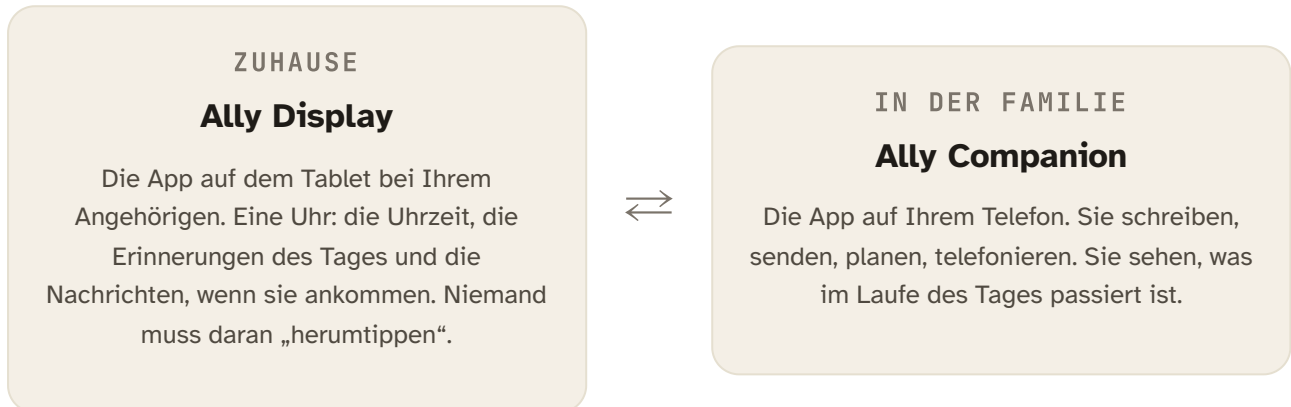 ZUHAUSE
Ally Display
Die App auf dem Tablet bei Ihrem
Angehörigen. Eine Uhr: die Uhrzeit, die
Erinnerungen des Tages und die
Nachrichten, wenn sie ankommen. Niemand
muss daran „herumtippen“.
⇄
IN DER FAMILIE
Ally Companion
Die App auf Ihrem Telefon. Sie schreiben,
senden, planen, telefonieren. Sie sehen, was
im Laufe des Tages passiert ist.